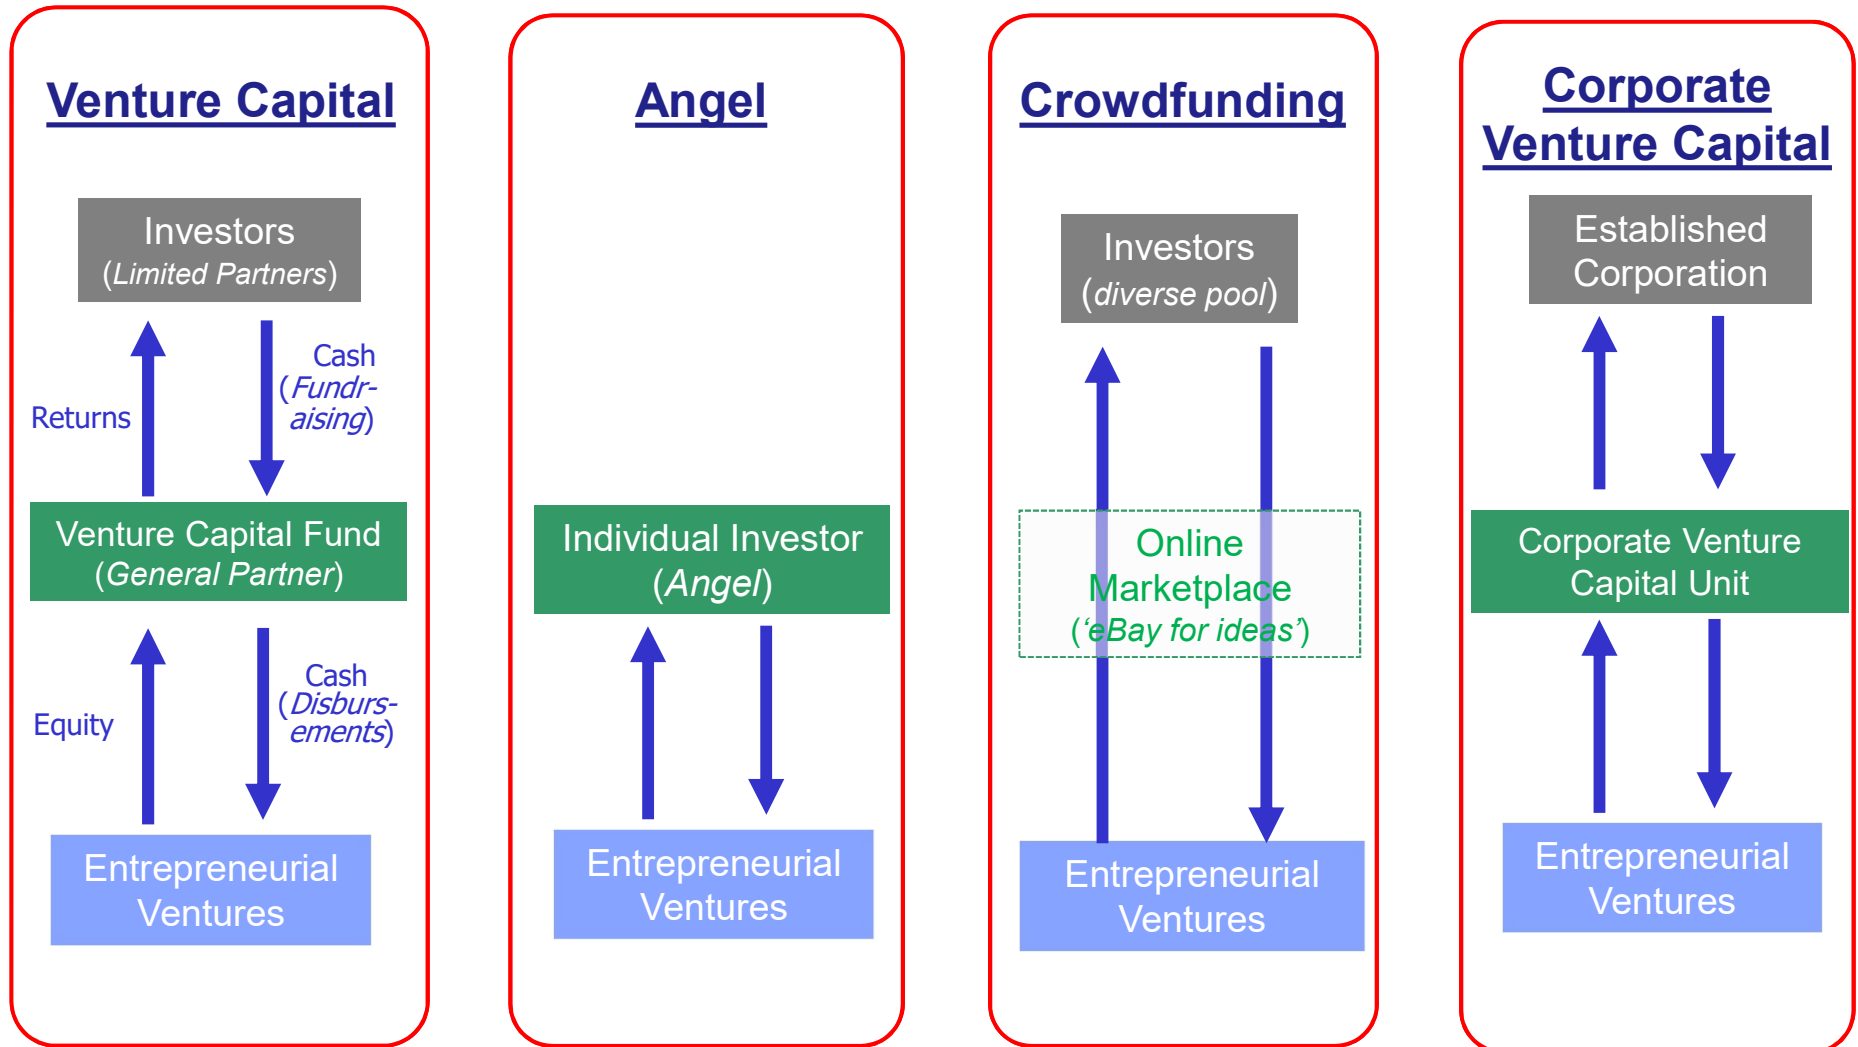 Venture Capital
Investors
(Limited Partners)
Returns
Cash
(Fundr-
aising)
Venture Capital Fund
(General Partner)
Equity
Cash
(Disburs-
ements)
Entrepreneurial
Ventures
Angel
Individual Investor
(Angel)
Entrepreneurial
Ventures
Crowdfunding
Investors
(diverse pool)
Online
Marketplace
(‘eBay for ideas’)
Entrepreneurial
Ventures
Corporate
Venture Capital
Established
Corporation
Corporate Venture
Capital Unit
Entrepreneurial
Ventures